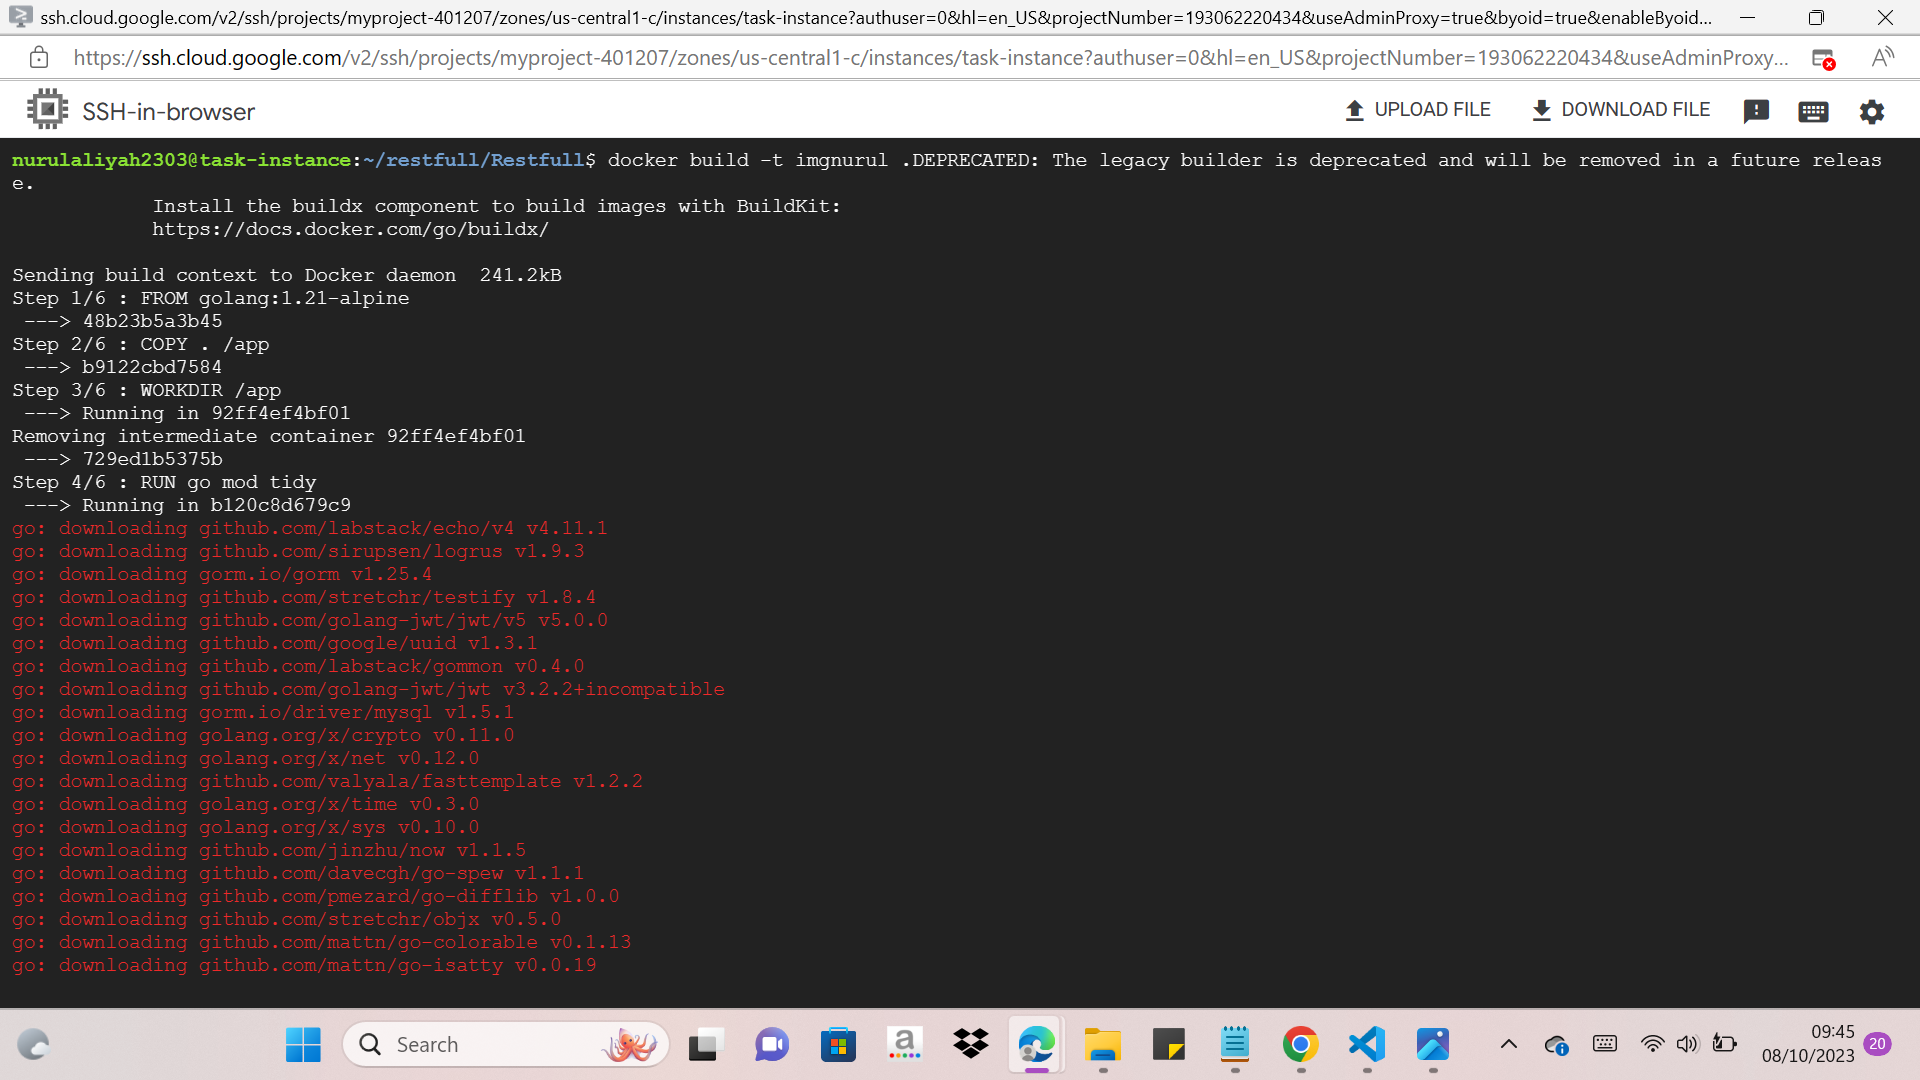 ssh.cloud.google.com/v2/ssh/projects/myproject-401207/zones/us-central1-c/instances/task-instance?authuser=0&hl=en_US&projectNumber=193062220434&useAdminProxy=true&byoid=true&enableByoid...
https://ssh.cloud.google.com/v2/ssh/projects/myproject-401207/zones/us-central1-c/instances/task-instance?authuser=0&hl=en_US&projectNumber=193062220434&useAdminProxy...
SSH-in-browser
UPLOAD FILE
DOWNLOAD FILE
nurulaliyah2303@task-instance:~/restfull/Restfull$ docker build -t imgnurul .DEPRECATED: The legacy builder is deprecated and will be removed in a future releas
e.
Install the buildx component to build images with BuildKit:
https://docs.docker.com/go/buildx/
Sending build context to Docker daemon  241.2kB
Step 1/6 : FROM golang:1.21-alpine
---> 48b23b5a3b45
Step 2/6 : COPY . /app
---> b9122cbd7584
Step 3/6 : WORKDIR /app
---> Running in 92ff4ef4bf01
Removing intermediate container 92ff4ef4bf01
---> 729ed1b5375b
Step 4/6 : RUN go mod tidy
---> Running in b120c8d679c9
go: downloading github.com/labstack/echo/v4 v4.11.1
go: downloading github.com/sirupsen/logrus v1.9.3
go: downloading gorm.io/gorm v1.25.4
go: downloading github.com/stretchr/testify v1.8.4
go: downloading github.com/golang-jwt/jwt/v5 v5.0.0
go: downloading github.com/google/uuid v1.3.1
go: downloading github.com/labstack/gommon v0.4.0
go: downloading github.com/golang-jwt/jwt v3.2.2+incompatible
go: downloading gorm.io/driver/mysql v1.5.1
go: downloading golang.org/x/crypto v0.11.0
go: downloading golang.org/x/net v0.12.0
go: downloading github.com/valyala/fasttemplate v1.2.2
go: downloading golang.org/x/time v0.3.0
go: downloading golang.org/x/sys v0.10.0
go: downloading github.com/jinzhu/now v1.1.5
go: downloading github.com/davecgh/go-spew v1.1.1
go: downloading github.com/pmezard/go-difflib v1.0.0
go: downloading github.com/stretchr/objx v0.5.0
go: downloading github.com/mattn/go-colorable v0.1.13
go: downloading github.com/mattn/go-isatty v0.0.19
Search
09:45
08/10/2023
20